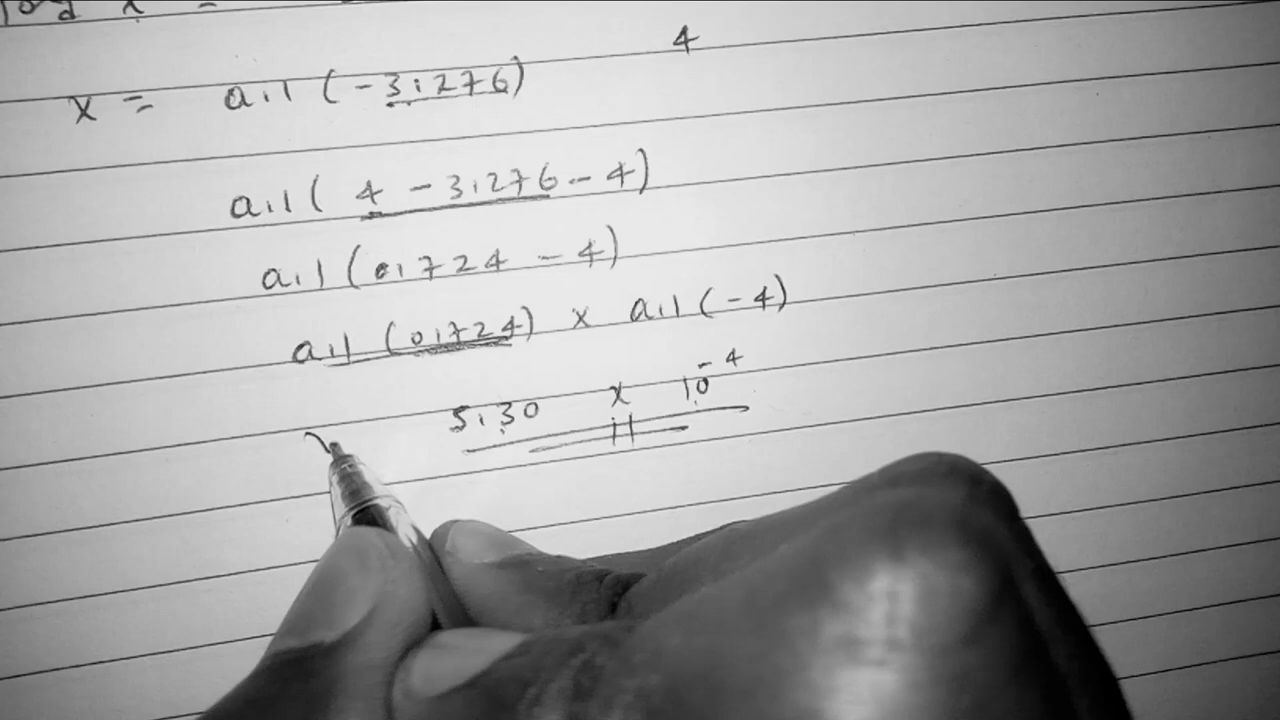 4
x = a.l (-3.276)
a.l ( 4 - 3.276 - 4)
a.l (0.724 - 4)
a.l (0.724) x a.l (-4)
5.30 x 10⁻⁴